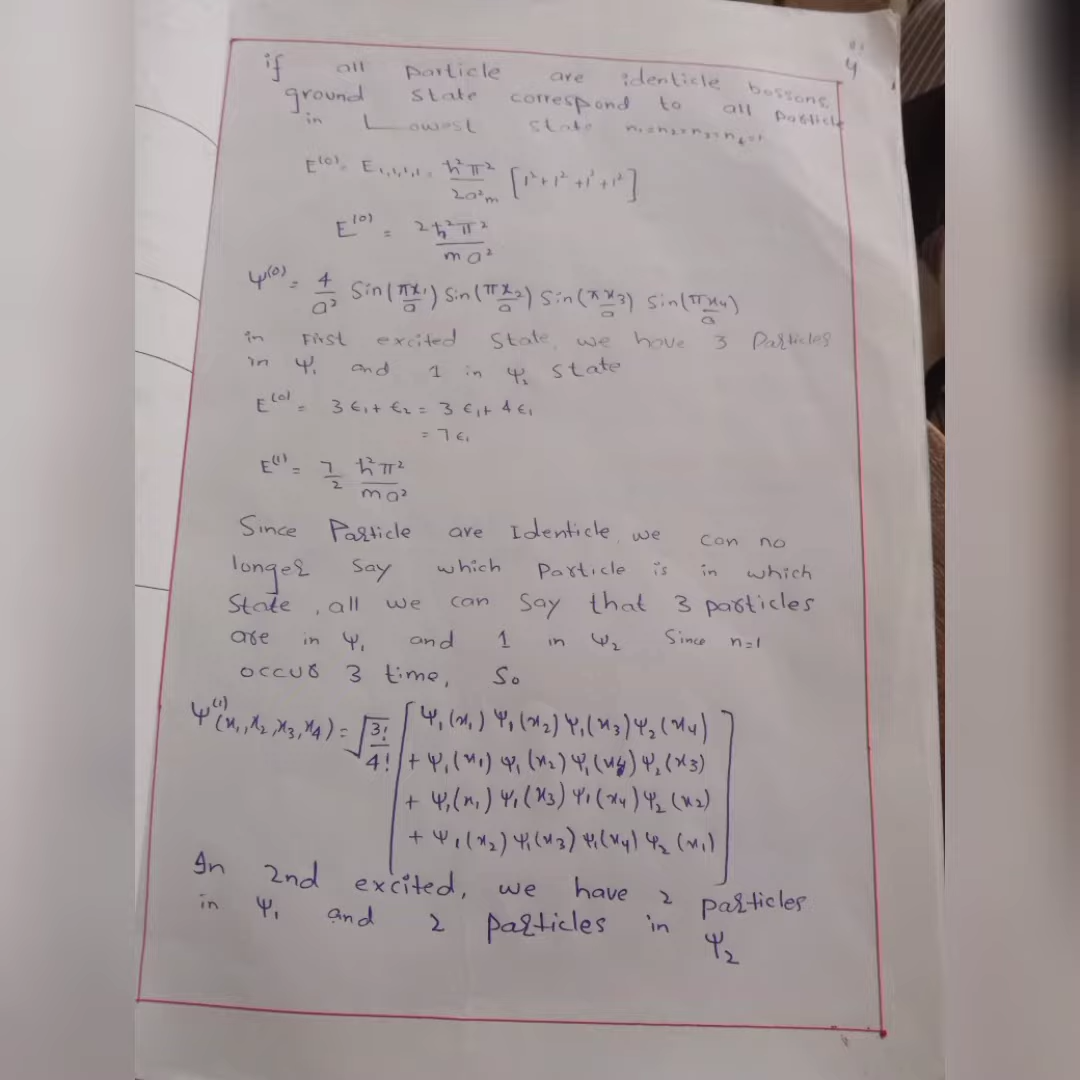 4
if all particle are identicle bossons
ground state correspond to all particle
in Lowest state n₁=n₂=n₃=n₄=1
E⁽⁰⁾= E₁,₁,₁,₁ = ħ²π²/2a²m [1²+1²+1²+1²]
E⁽⁰⁾ = 2ħ²π²/ma²
Ψ⁽⁰⁾= 4/a² Sin(πx₁/a) Sin(πx₂/a) Sin(πx₃/a) Sin(πx₄/a)
in First excited State, we have 3 Particles
in Ψ₁ and 1 in Ψ₂ state
E⁽⁰⁾= 3ϵ₁+ϵ₂ = 3ϵ₁+4ϵ₁
= 7ϵ₁
E⁽¹⁾= 7/2 ħ²π²/ma²
Since Particle are Identicle, we can no
longer say which Particle is in which
State, all we can say that 3 particles
are in Ψ₁ and 1 in Ψ₂ Since n=1
occur 3 time, So
Ψ⁽¹⁾(x₁,x₂,x₃,x₄) = √3!/4! [Ψ₁(x₁)Ψ₁(x₂)Ψ₁(x₃)Ψ₂(x₄)
+ Ψ₁(x₁)Ψ₁(x₂)Ψ₁(x₄)Ψ₂(x₃)
+ Ψ₁(x₁)Ψ₁(x₃)Ψ₁(x₄)Ψ₂(x₂)
+ Ψ₁(x₂)Ψ₁(x₃)Ψ₁(x₄)Ψ₂(x₁)]
In 2nd excited, we have 2 particles
in Ψ₁ and 2 particles in Ψ₂